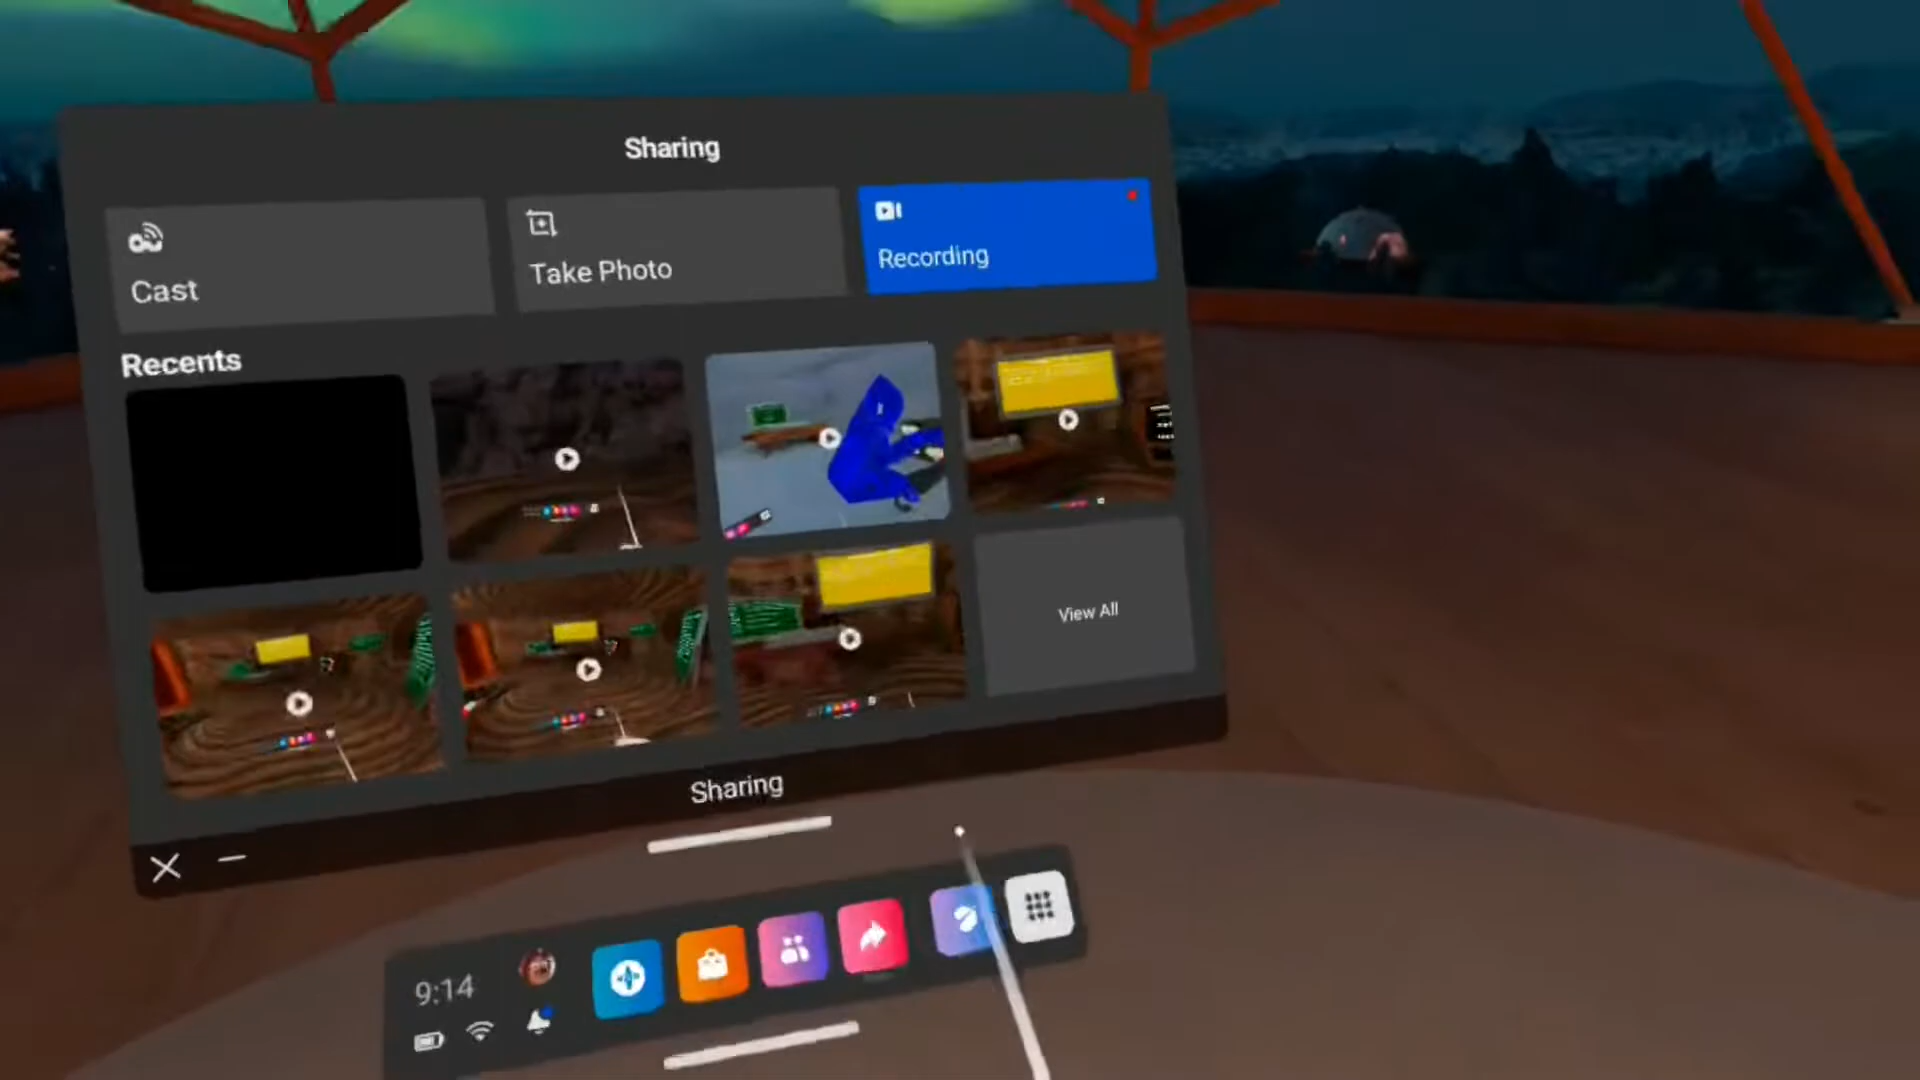 Sharing
Cast
Take Photo
Recording
Recents
View All
Sharing
9:14